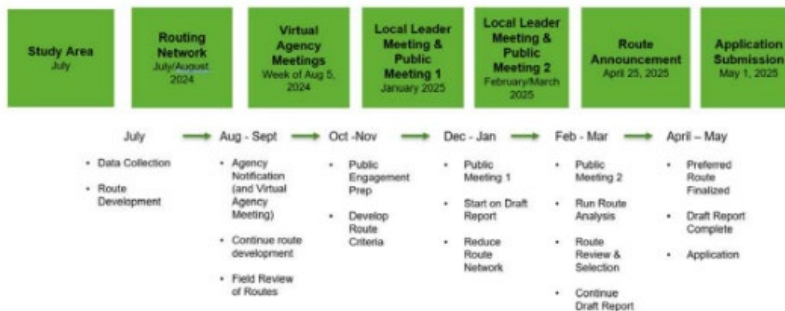 Study Area
July
Routing
Network
July/August
2024
Virtual
Agency
Meetings
Week of Aug 5,
2024
Local Leader
Meeting &
Public
Meeting 1
January 2025
Local Leader
Meeting &
Public
Meeting 2
February/March
2025
Route
Announcement
April 25, 2025
Application
Submission
May 1, 2025
July
• Data Collection
• Route
Development
Aug - Sept
• Agency
Notification
(and Virtual
Agency
Meeting)
• Continue route
development
• Field Review
of Routes
Oct -Nov
• Public
Engagement
Prep
• Develop
Route
Criteria
Dec - Jan
• Public
Meeting 1
• Start on Draft
Report
• Reduce
Route
Network
Feb - Mar
• Public
Meeting 2
• Run Route
Analysis
• Route
Review &
Selection
• Continue
Draft Report
April – May
• Preferred
Route
Finalized
• Draft Report
Complete
• Application